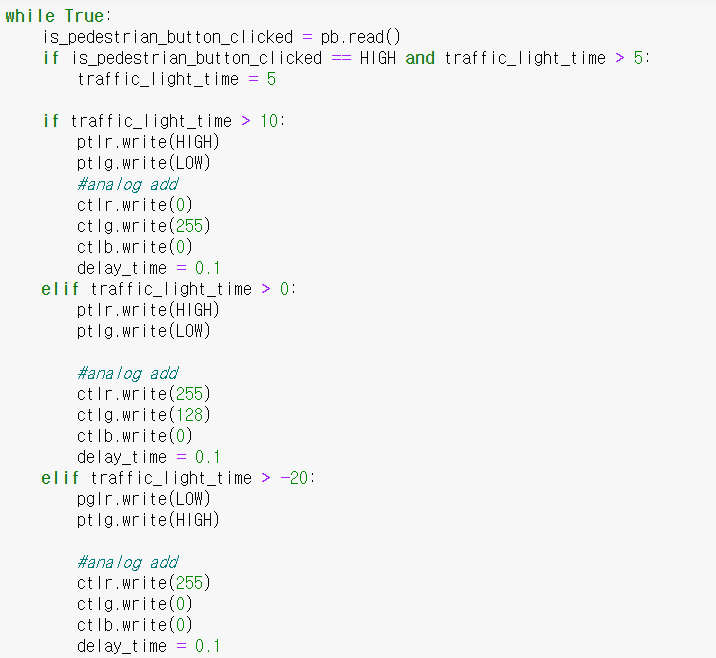 while True:
    is_pedestrian_button_clicked = pb.read()
    if is_pedestrian_button_clicked == HIGH and traffic_light_time > 5:
        traffic_light_time = 5

    if traffic_light_time > 10:
        ptlr.write(HIGH)
        ptlg.write(LOW)
        #analog add
        ctlr.write(0)
        ctlg.write(255)
        ctlb.write(0)
        delay_time = 0.1
    elif traffic_light_time > 0:
        ptlr.write(HIGH)
        ptlg.write(LOW)

        #analog add
        ctlr.write(255)
        ctlg.write(128)
        ctlb.write(0)
        delay_time = 0.1
    elif traffic_light_time > -20:
        pglr.write(LOW)
        ptlg.write(HIGH)

        #analog add
        ctlr.write(255)
        ctlg.write(0)
        ctlb.write(0)
        delay_time = 0.1